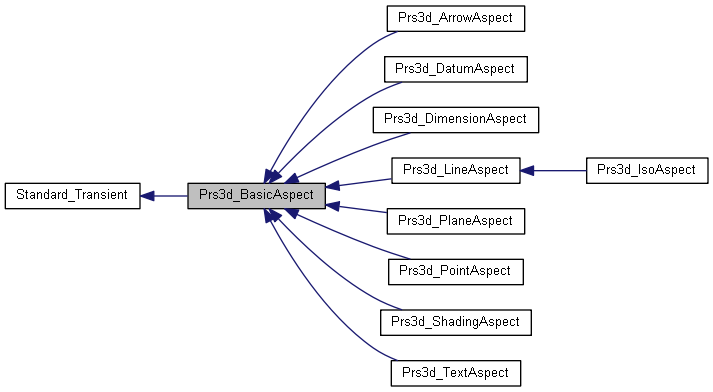 Prs3d_ArrowAspect
Prs3d_DatumAspect
Prs3d_DimensionAspect
Prs3d_LineAspect
Prs3d_IsoAspect
Standard_Transient
Prs3d_BasicAspect
Prs3d_PlaneAspect
Prs3d_PointAspect
Prs3d_ShadingAspect
Prs3d_TextAspect